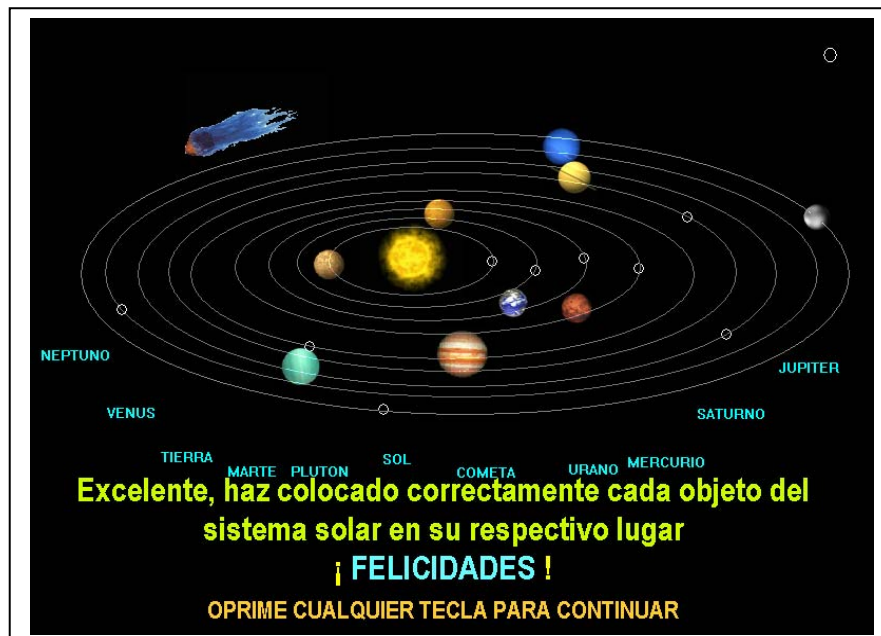 NEPTUNO
JUPITER
VENUS
SATURNO
TIERRA
MARTE
PLUTON
SOL
COMETA
URANO
MERCURIO
Excelente, haz colocado correctamente cada objeto del
sistema solar en su respectivo lugar
¡ FELICIDADES !
OPRIME CUALQUIER TECLA PARA CONTINUAR